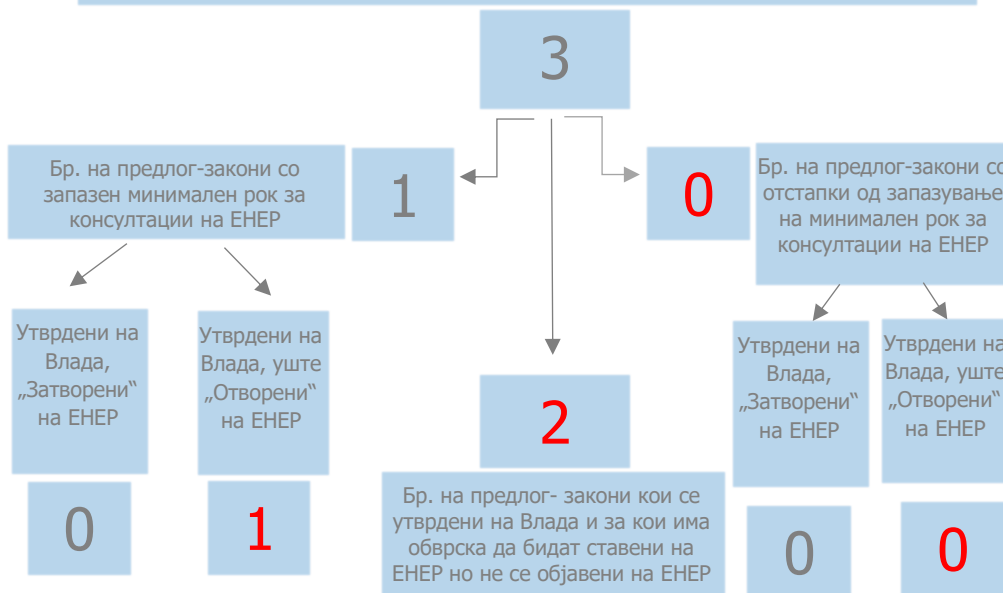 3
Бр. на предлог-закони со
запазен минимален рок за
консултации на ЕНЕР
1
0
Бр. на предлог-закони со
отстапки од запазување
на минимален рок за
консултации на ЕНЕР
Утврдени на
Влада,
„Затворени“
на ЕНЕР
Утврдени на
Влада, уште
„Отворени“
на ЕНЕР
2
Утврдени на
Влада,
„Затворени“
на ЕНЕР
Утврдени на
Влада, уште
„Отворени“
на ЕНЕР
0
1
Бр. на предлог- закони кои се
утврдени на Влада и за кои има
обврска да бидат ставени на
ЕНЕР но не се објавени на ЕНЕР
0
0